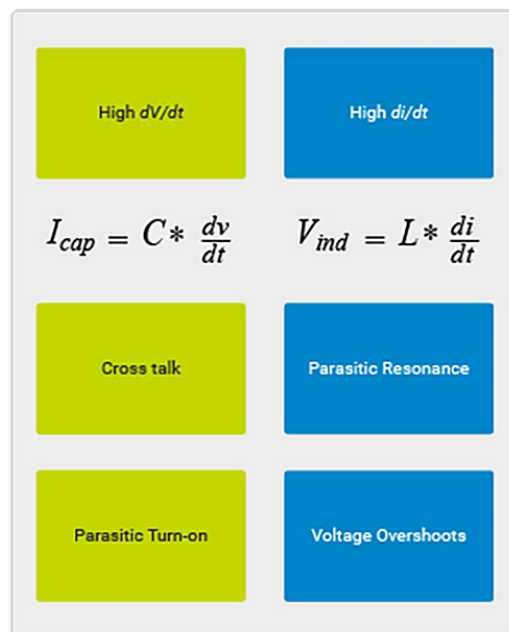 High dV/dt
High di/dt
I_cap = C * dv/dt
V_ind = L * di/dt
Cross talk
Parasitic Resonance
Parasitic Turn-on
Voltage Overshoots